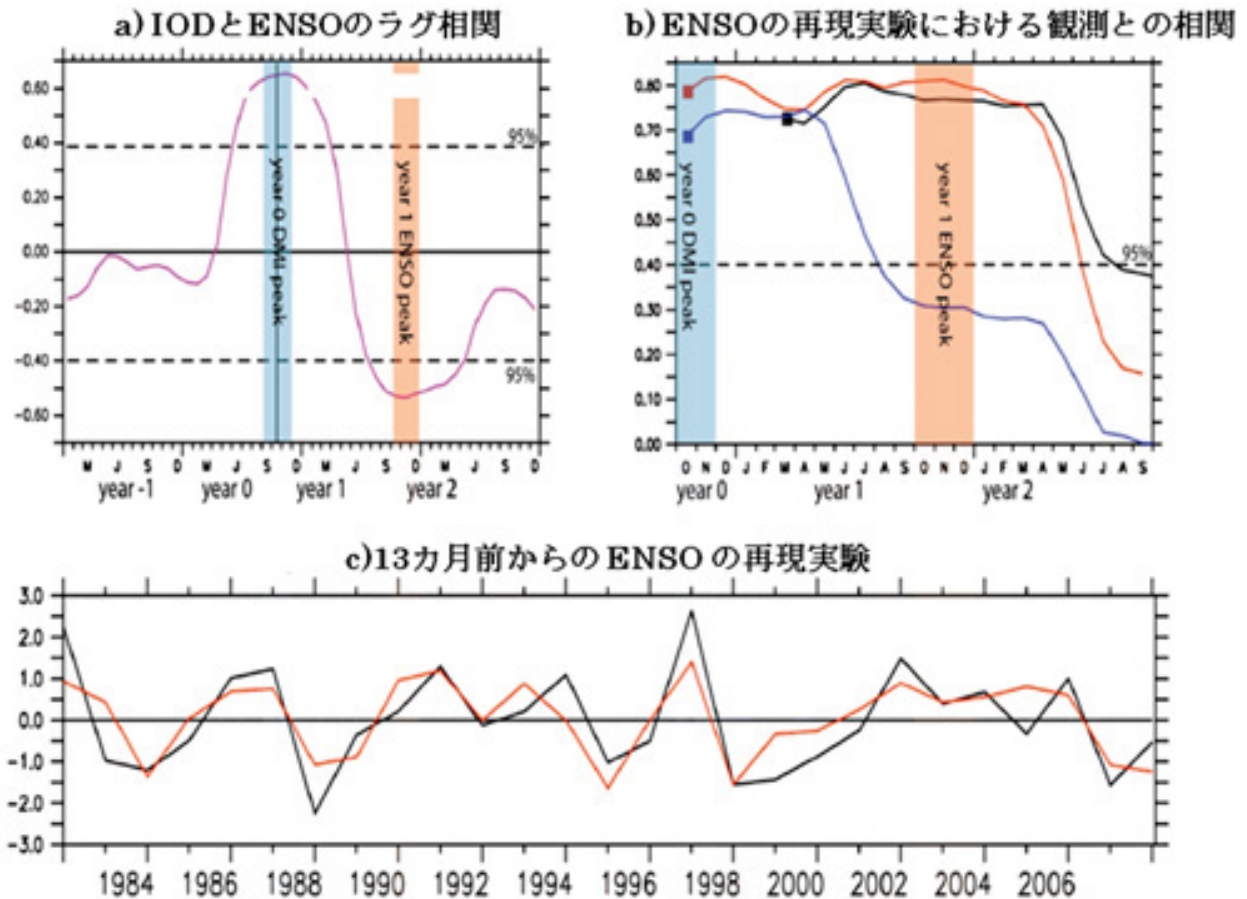 a) IODとENSOのラグ相関
0.60
0.40
0.20
0.00
-0.20
-0.40
-0.60
95%
95%
year 0 DMI peak
year 1 ENSO peak
M J S D M J S D M J S D M J S D
year -1 year 0 year 1 year 2
b) ENSOの再現実験における観測との相関
0.80
0.70
0.60
0.50
0.40
0.30
0.20
0.10
0.00
95%
year 0 DMI peak
year 1 ENSO peak
O N D J F M A M J J A S O N D J F M A M J J A S
year 0 year 1 year 2
c)13カ月前からのENSOの再現実験
3.0
2.0
1.0
0.0
-1.0
-2.0
-3.0
1984 1986 1988 1990 1992 1994 1996 1998 2000 2002 2004 2006